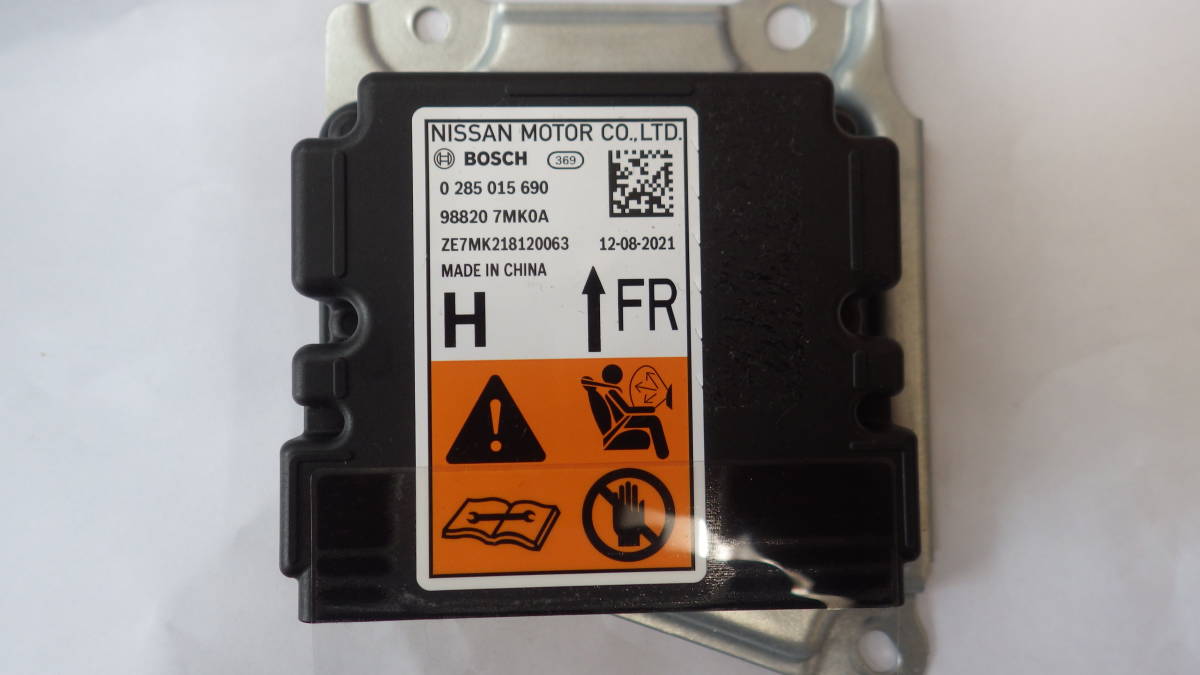 NISSAN MOTOR CO.,LTD.
BOSCH 369
0 285 015 690
98820 7MK0A
ZE7MK218120063 12-08-2021
MADE IN CHINA
H FR